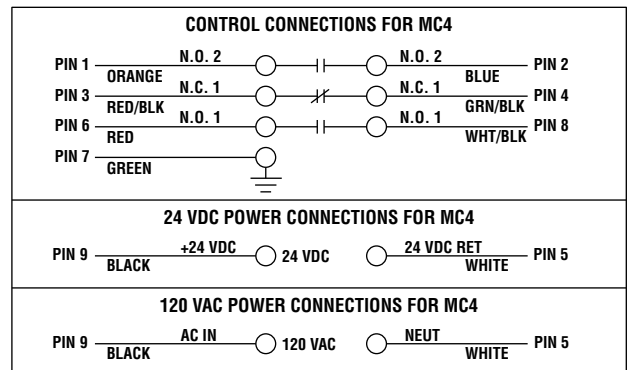 CONTROL CONNECTIONS FOR MC4
PIN 1 N.O. 2 N.O. 2 PIN 2
ORANGE BLUE
PIN 3 N.C. 1 N.C. 1 PIN 4
RED/BLK GRN/BLK
PIN 6 N.O. 1 N.O. 1 PIN 8
RED WHT/BLK
PIN 7
GREEN
24 VDC POWER CONNECTIONS FOR MC4
PIN 9 +24 VDC 24 VDC 24 VDC RET PIN 5
BLACK WHITE
120 VAC POWER CONNECTIONS FOR MC4
PIN 9 AC IN 120 VAC NEUT PIN 5
BLACK WHITE